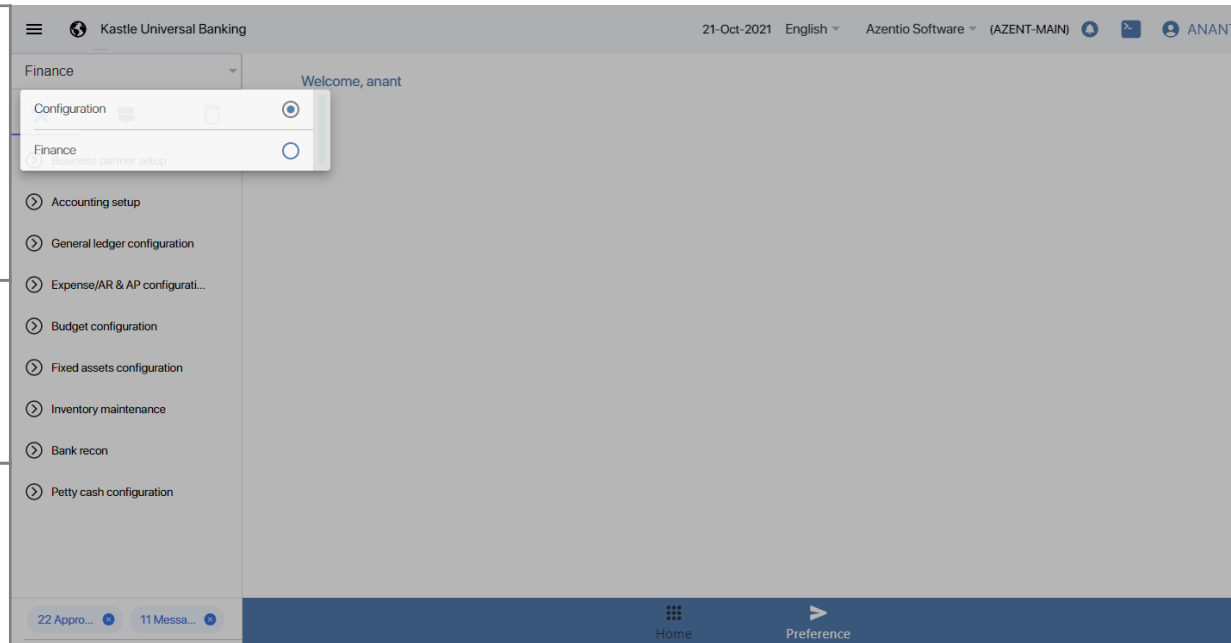 Kastle Universal Banking 21-Oct-2021 English Azentio Software (AZENT-MAIN) ANANT
Finance
Welcome, anant
Configuration
Finance
Business partner setup
Accounting setup
General ledger configuration
Expense/AR & AP configurati...
Budget configuration
Fixed assets configuration
Inventory maintenance
Bank recon
Petty cash configuration
22 Appro... 11 Messa...
Home Preference